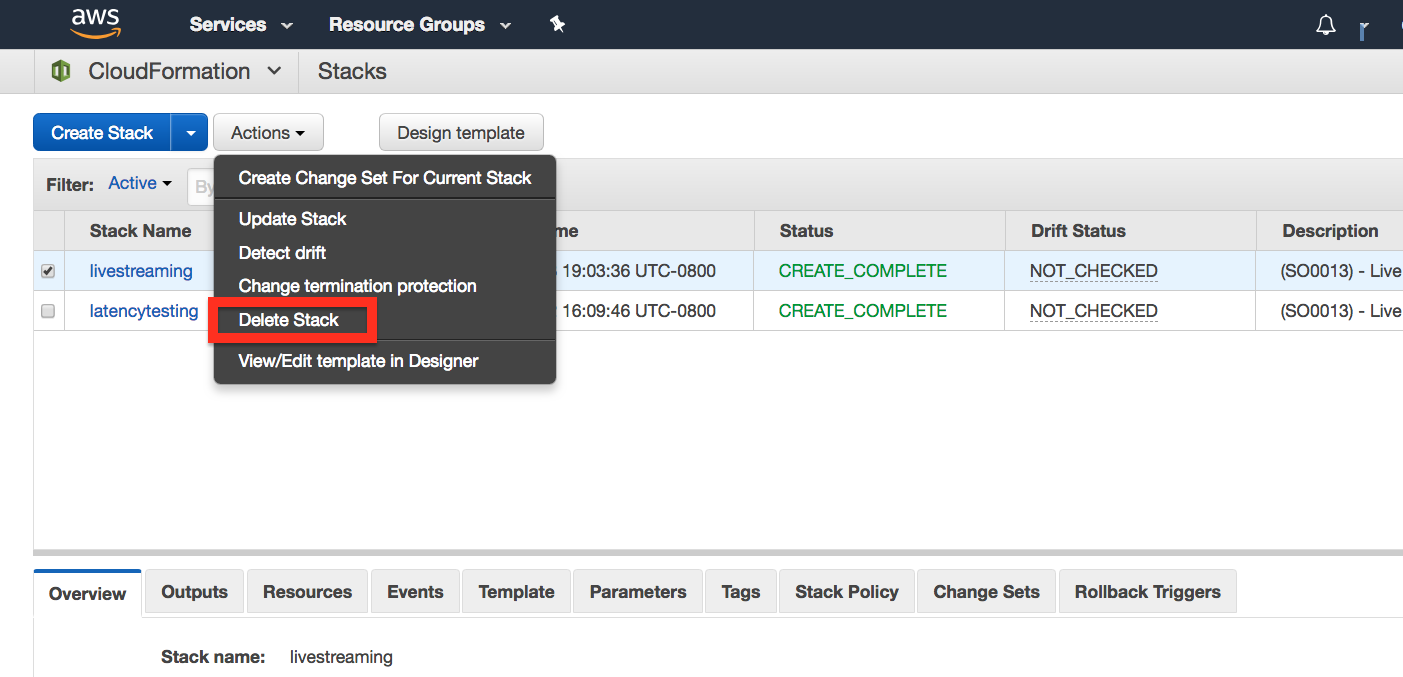 aws Services Resource Groups
CloudFormation Stacks
Create Stack Actions Design template
Filter: Active By
Create Change Set For Current Stack
Update Stack
Detect drift
Change termination protection
Delete Stack
View/Edit template in Designer
Stack Name me Status Drift Status Description
livestreaming 19:03:36 UTC-0800 CREATE_COMPLETE NOT_CHECKED (SO0013) - Live
latencytesting 16:09:46 UTC-0800 CREATE_COMPLETE NOT_CHECKED (SO0013) - Live
Overview Outputs Resources Events Template Parameters Tags Stack Policy Change Sets Rollback Triggers
Stack name: livestreaming